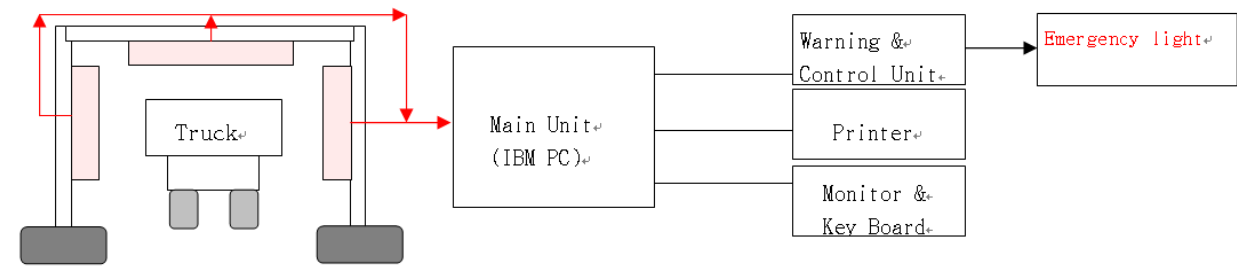 Truck
Main Unit
(IBM PC)
Warning &
Control Unit
Emergency light
Printer
Monitor &
Key Board